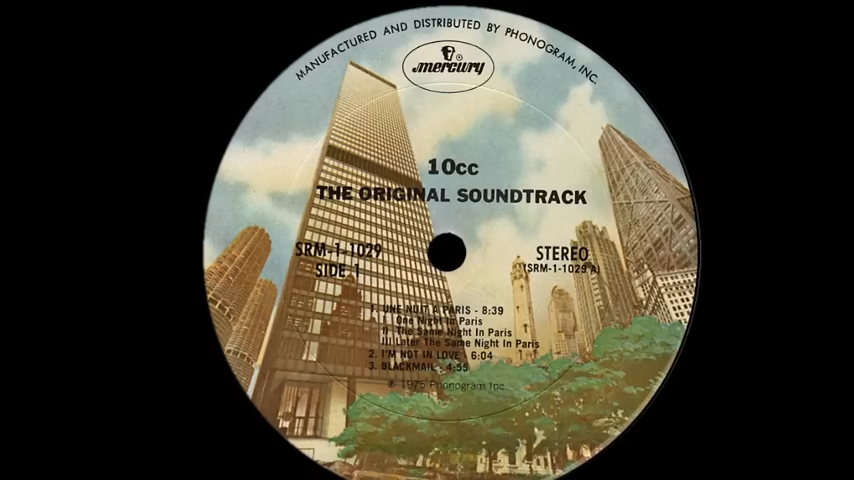 MANUFACTURED AND DISTRIBUTED BY PHONOGRAM, INC.
mercury
10cc
THE ORIGINAL SOUNDTRACK
SRM-1-1029
SIDE 1
STEREO
(SRM-1-1029 A)
1. UNE NUIT A PARIS - 8:39
I One Night In Paris
II The Same Night In Paris
III Later The Same Night In Paris
2. I'M NOT IN LOVE - 6:04
3. BLACKMAIL - 4:55
℗ 1975 Phonogram Inc.